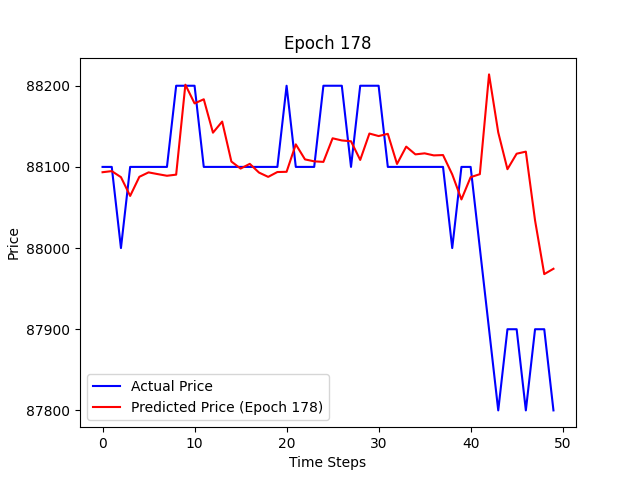 Epoch 178
88200
88100
88000
87900
87800
Price
Actual Price
Predicted Price (Epoch 178)
0 10 20 30 40 50
Time Steps